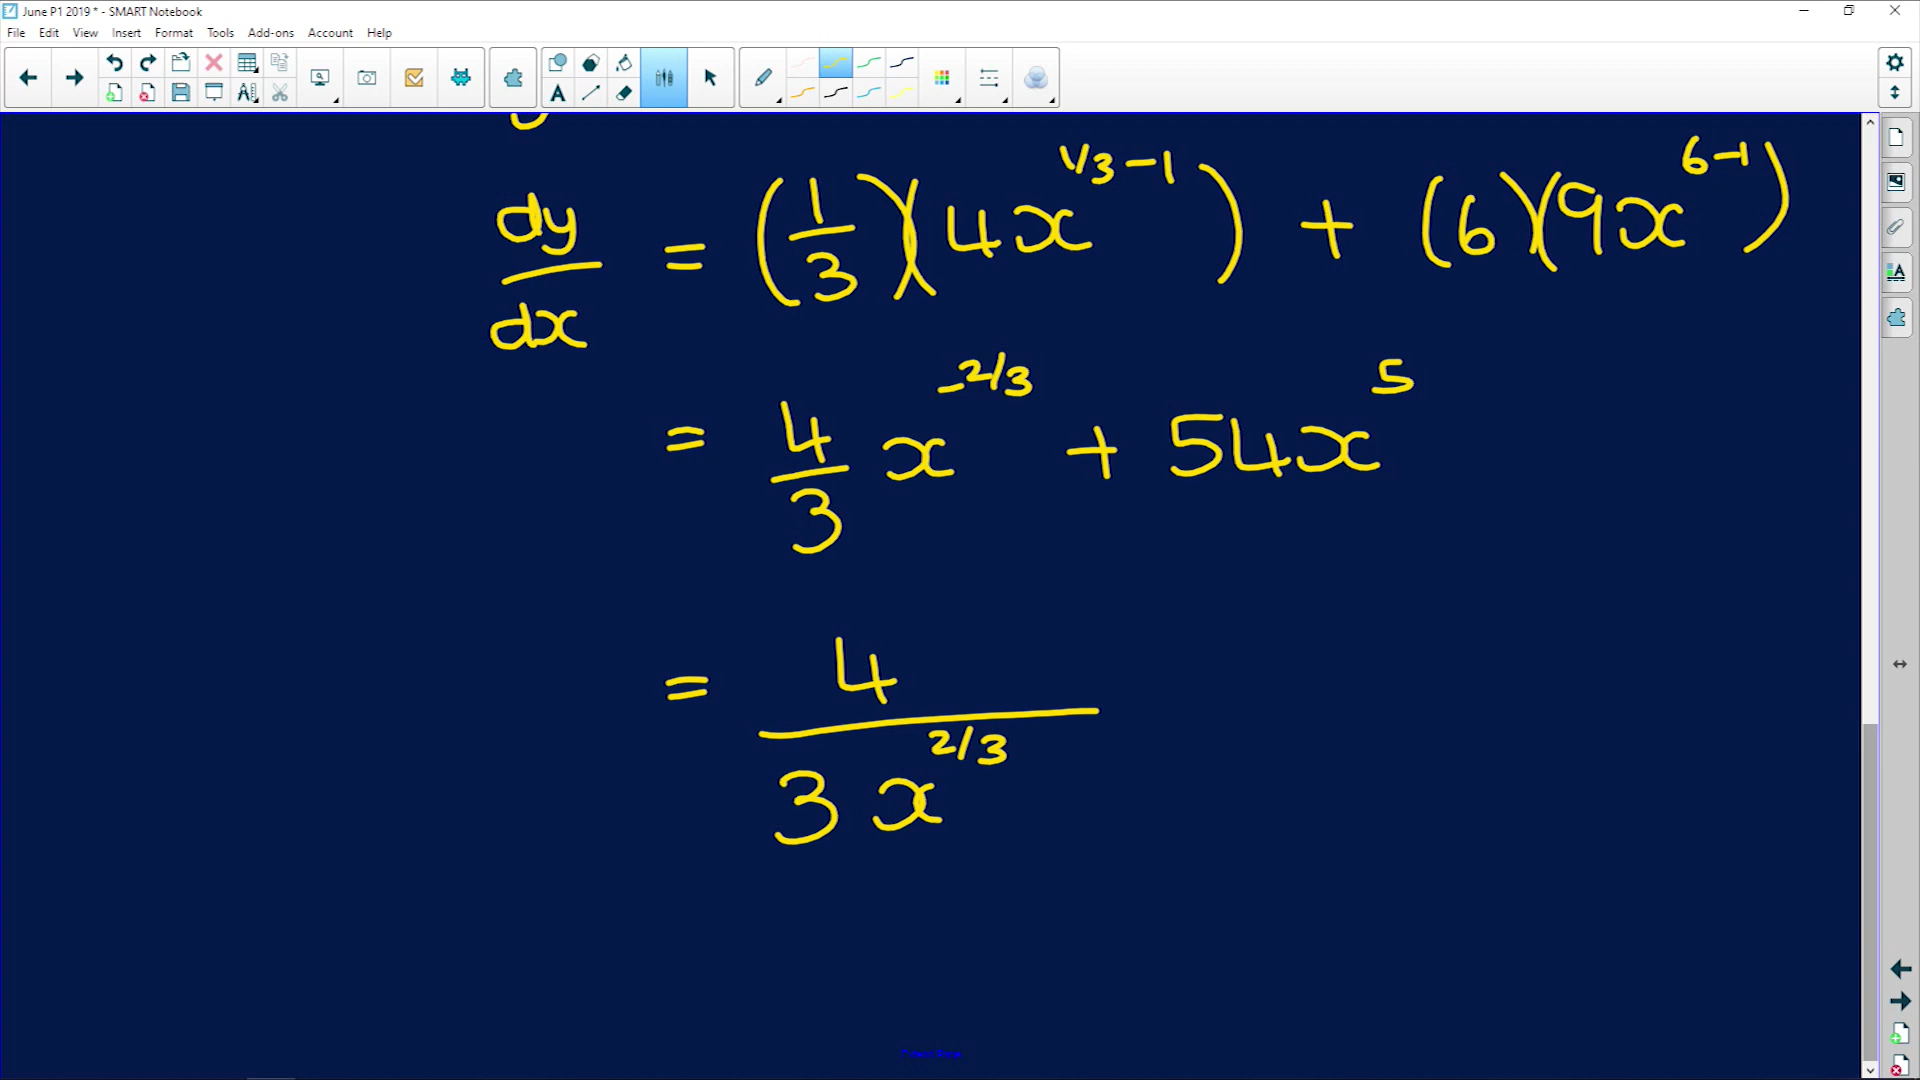 June P1 2019 * - SMART Notebook
File Edit View Insert Format Tools Add-ons Account Help
dy/dx = (1/3)(4x^(1/3-1)) + (6)(9x^(6-1))
= 4/3 x^(-2/3) + 54x^5
= 4/(3x^(2/3))